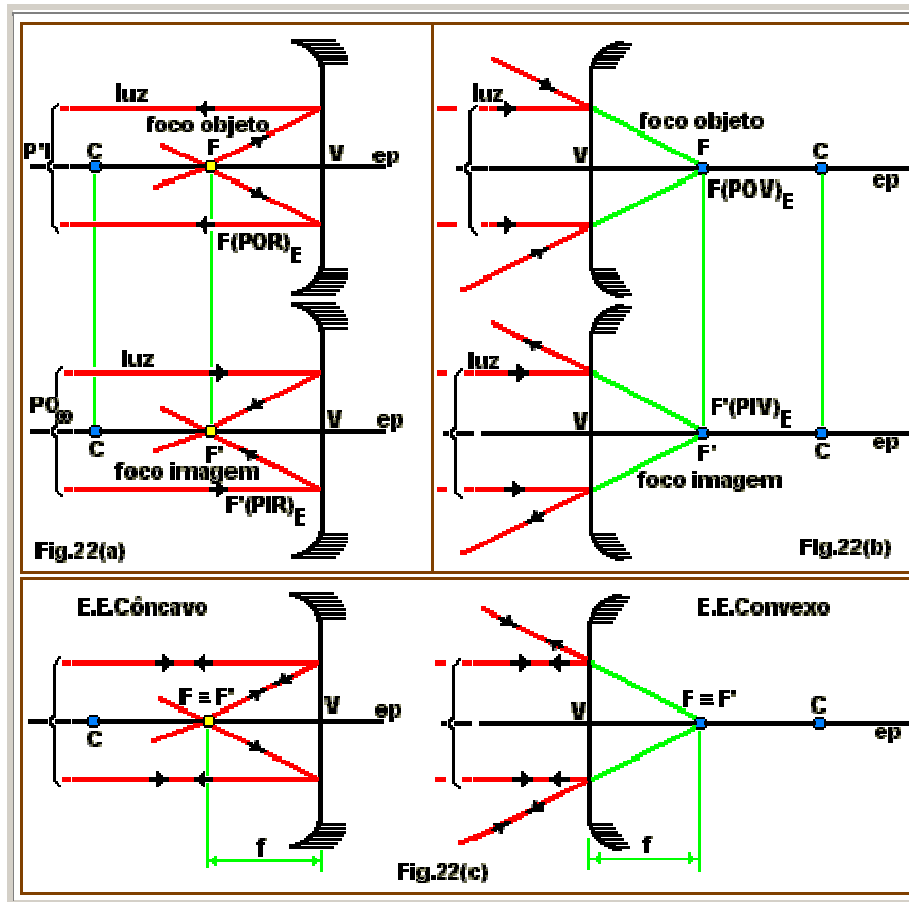 luz
foco objeto
P'I
C
F
V
ep
F(POR)E
luz
PO∞
C
F'
V
ep
foco imagem
F'(PIR)E
Fig.22(a)
luz
foco objeto
V
F
C
ep
F(POV)E
luz
F'(PIV)E
V
F'
C
ep
foco imagem
Fig.22(b)
E.E.Côncavo
F ≡ F'
V
ep
C
f
E.E.Convexo
F ≡ F'
V
C
ep
f
Fig.22(c)